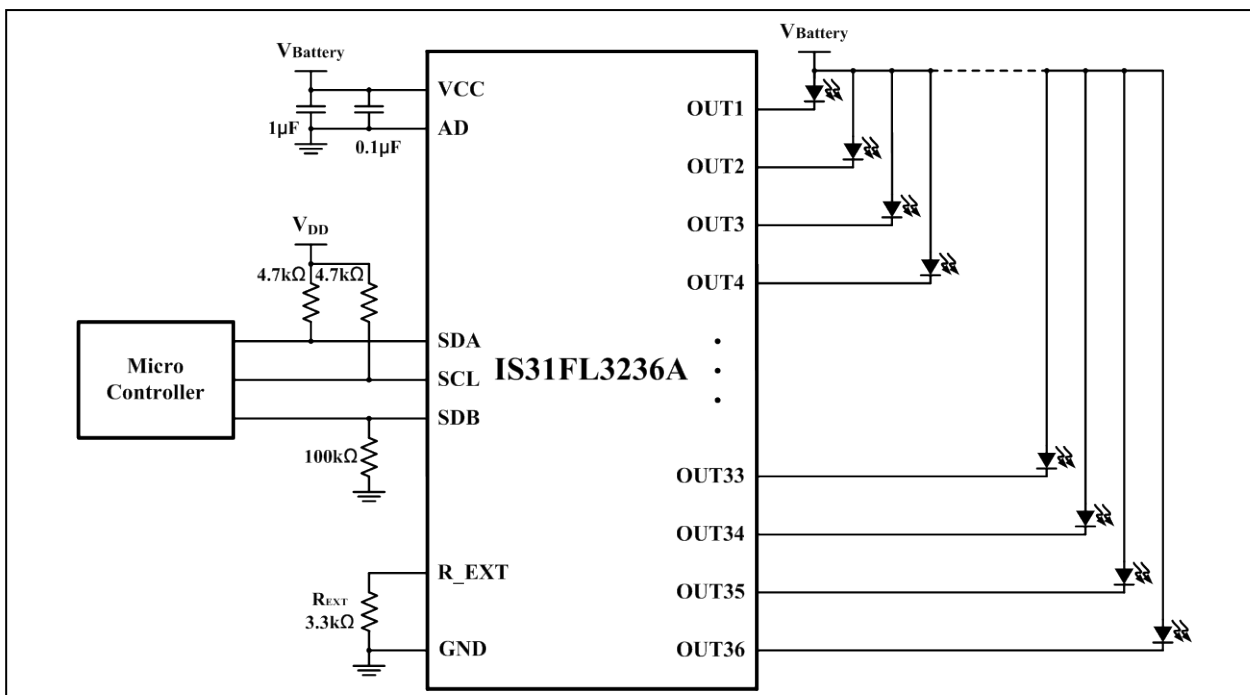 VBattery
VCC
1µF
0.1µF
AD
VDD
4.7kΩ 4.7kΩ
Micro
Controller
SDA
SCL
SDB
100kΩ
R_EXT
REXT
3.3kΩ
GND
IS31FL3236A
VBattery
OUT1
OUT2
OUT3
OUT4
OUT33
OUT34
OUT35
OUT36